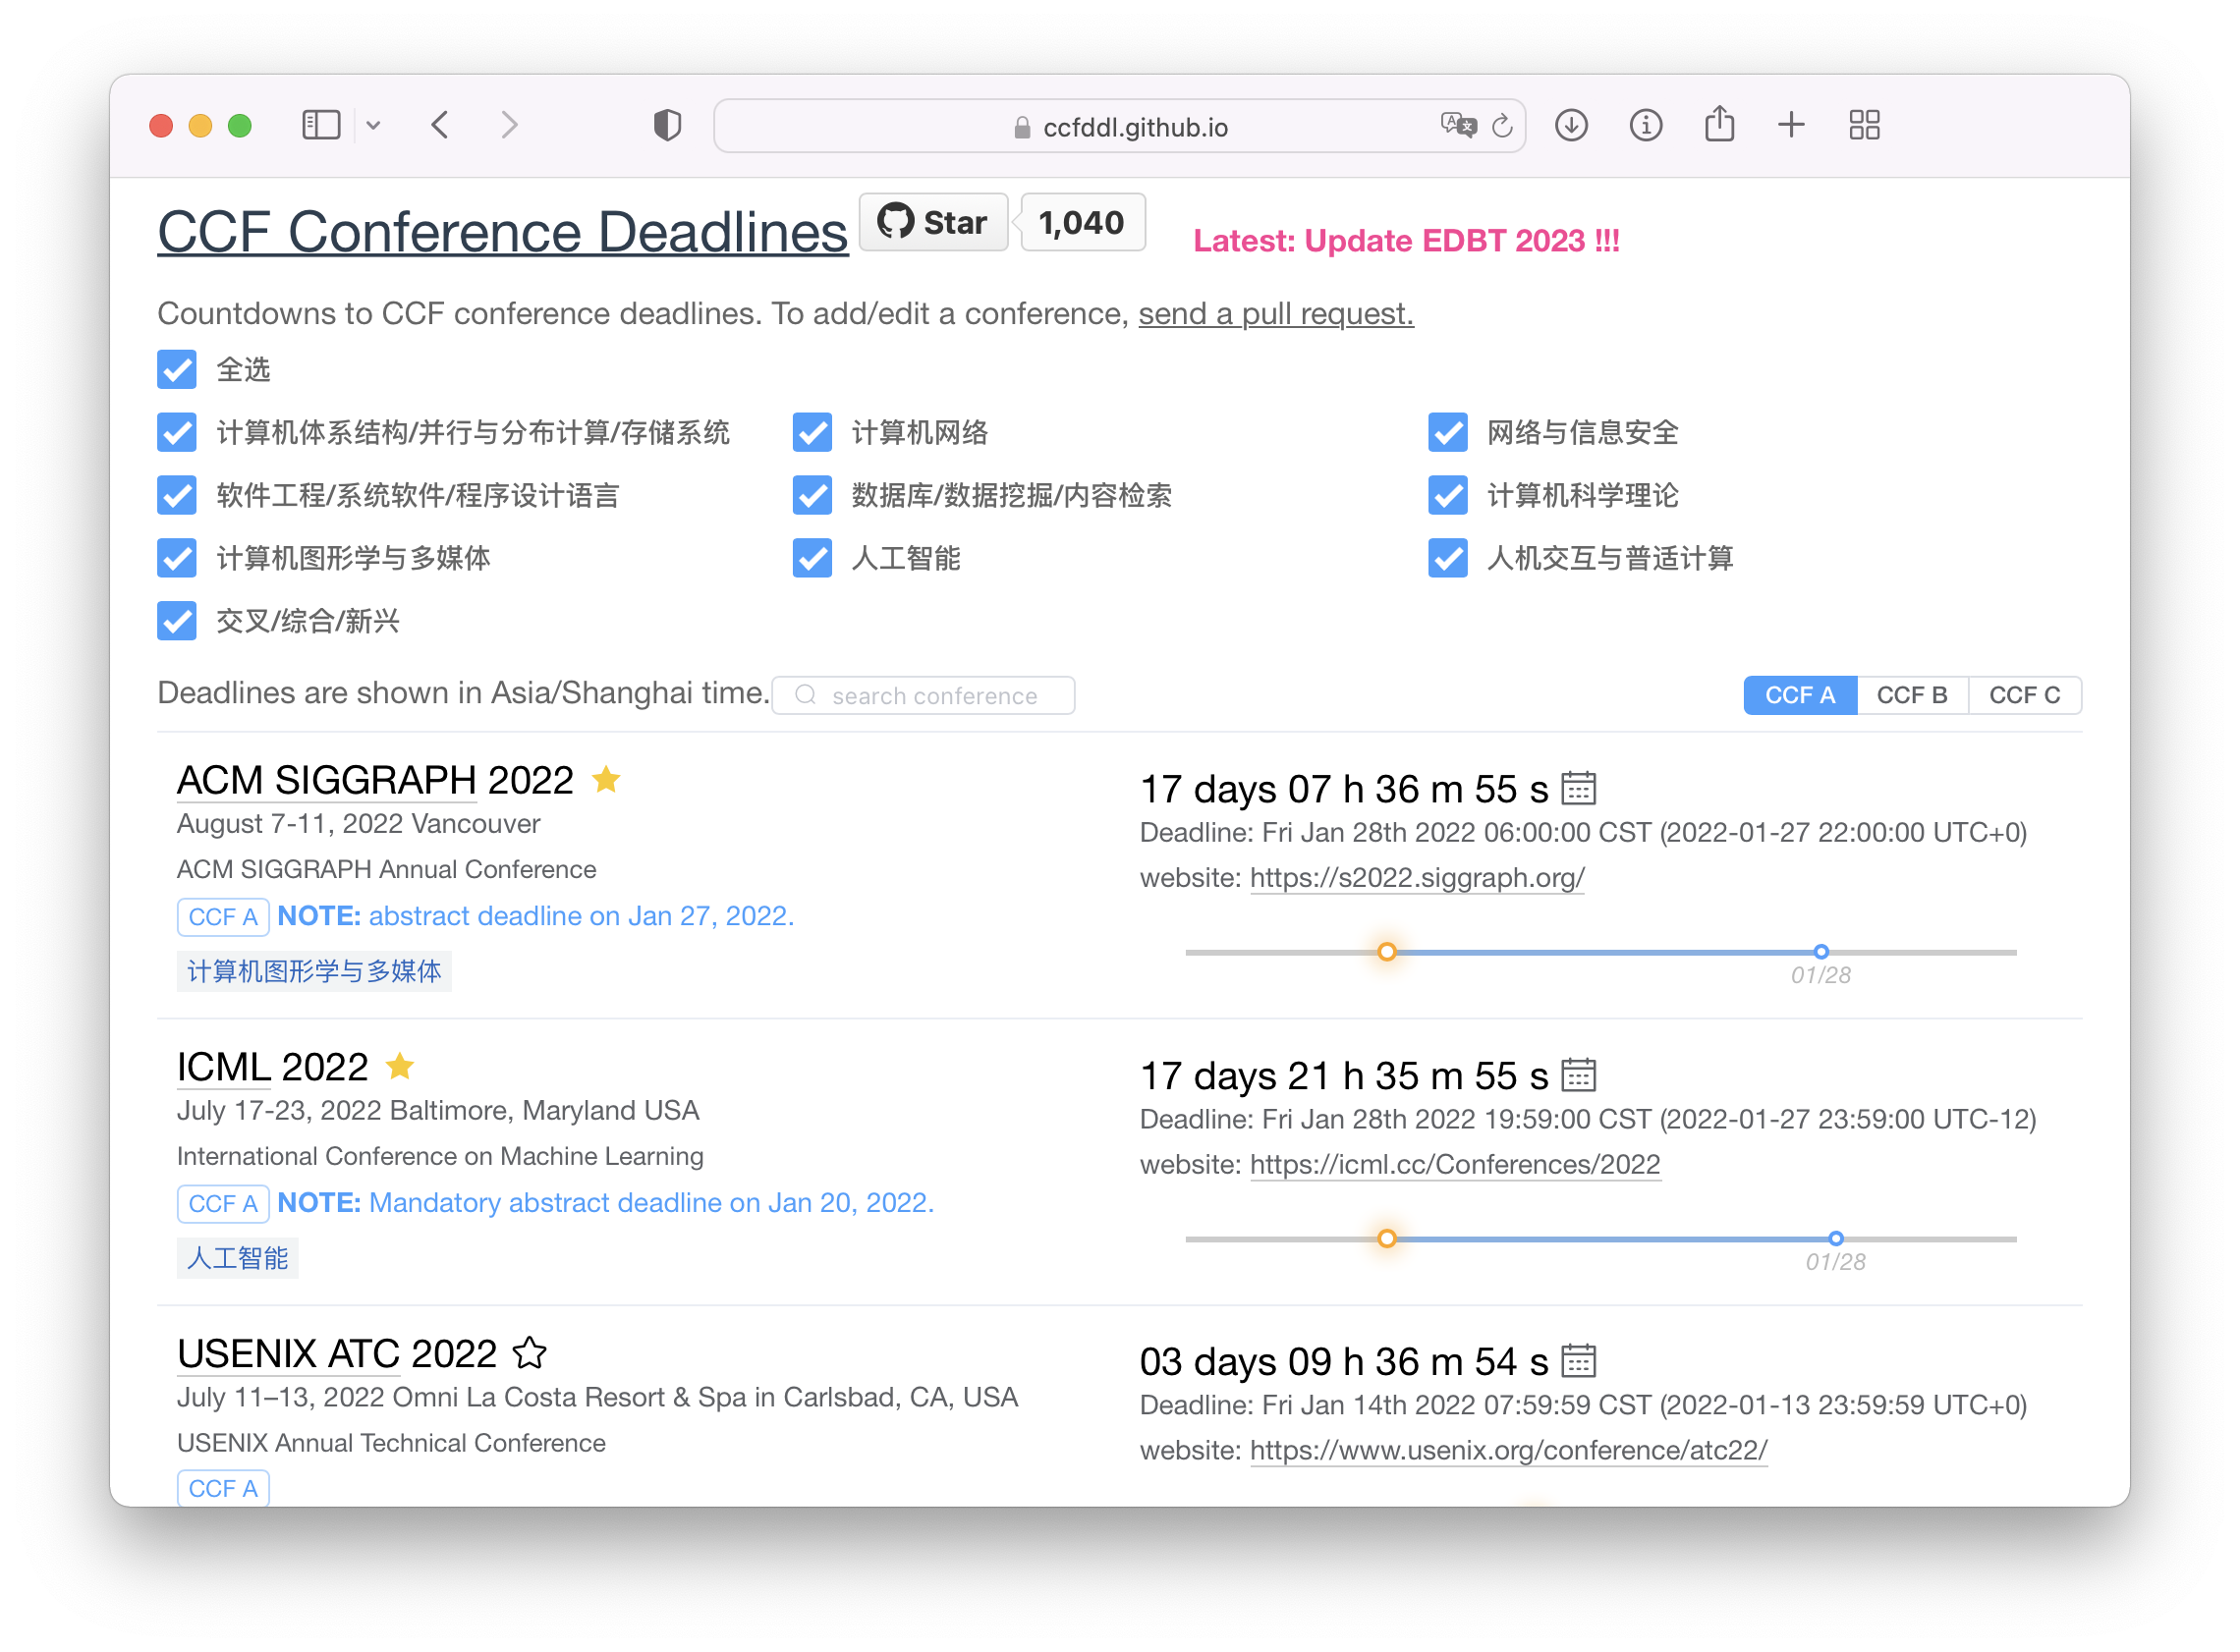 ccfddl.github.io
CCF Conference Deadlines Star 1,040 Latest: Update EDBT 2023 !!!
Countdowns to CCF conference deadlines. To add/edit a conference, send a pull request.
全选
计算机体系结构/并行与分布计算/存储系统 计算机网络 网络与信息安全
软件工程/系统软件/程序设计语言 数据库/数据挖掘/内容检索 计算机科学理论
计算机图形学与多媒体 人工智能 人机交互与普适计算
交叉/综合/新兴
Deadlines are shown in Asia/Shanghai time. search conference CCF A CCF B CCF C
ACM SIGGRAPH 2022
August 7-11, 2022 Vancouver
ACM SIGGRAPH Annual Conference
CCF A NOTE: abstract deadline on Jan 27, 2022.
计算机图形学与多媒体
17 days 07 h 36 m 55 s
Deadline: Fri Jan 28th 2022 06:00:00 CST (2022-01-27 22:00:00 UTC+0)
website: https://s2022.siggraph.org/
01/28
ICML 2022
July 17-23, 2022 Baltimore, Maryland USA
International Conference on Machine Learning
CCF A NOTE: Mandatory abstract deadline on Jan 20, 2022.
人工智能
17 days 21 h 35 m 55 s
Deadline: Fri Jan 28th 2022 19:59:00 CST (2022-01-27 23:59:00 UTC-12)
website: https://icml.cc/Conferences/2022
01/28
USENIX ATC 2022
July 11–13, 2022 Omni La Costa Resort & Spa in Carlsbad, CA, USA
USENIX Annual Technical Conference
CCF A
03 days 09 h 36 m 54 s
Deadline: Fri Jan 14th 2022 07:59:59 CST (2022-01-13 23:59:59 UTC+0)
website: https://www.usenix.org/conference/atc22/